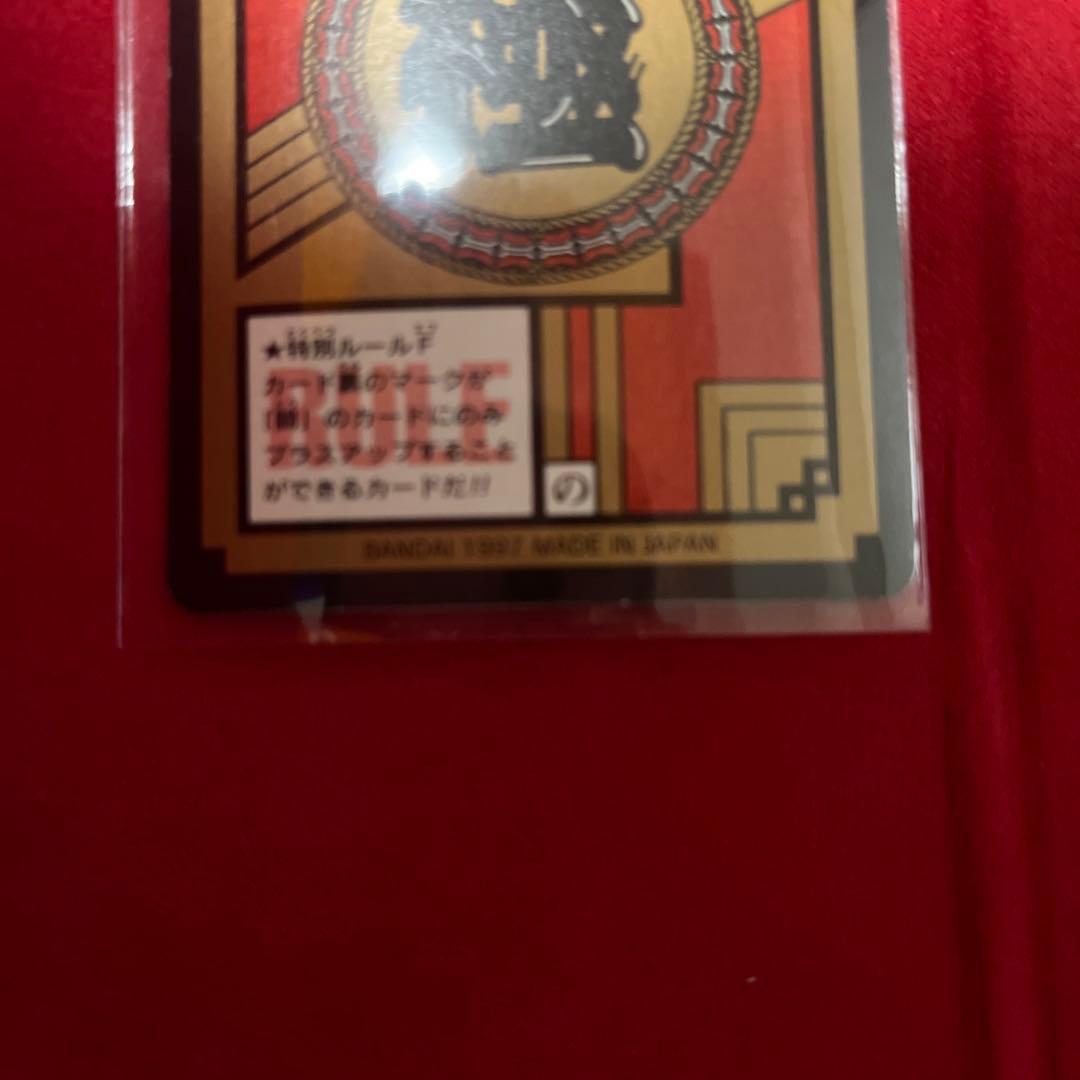 ★特別ルールF
カード裏のマークが
のカードにのみ
プラスアップすること
ができるカードだ!!
RULE
の
BANDAI 1997 MADE IN JAPAN